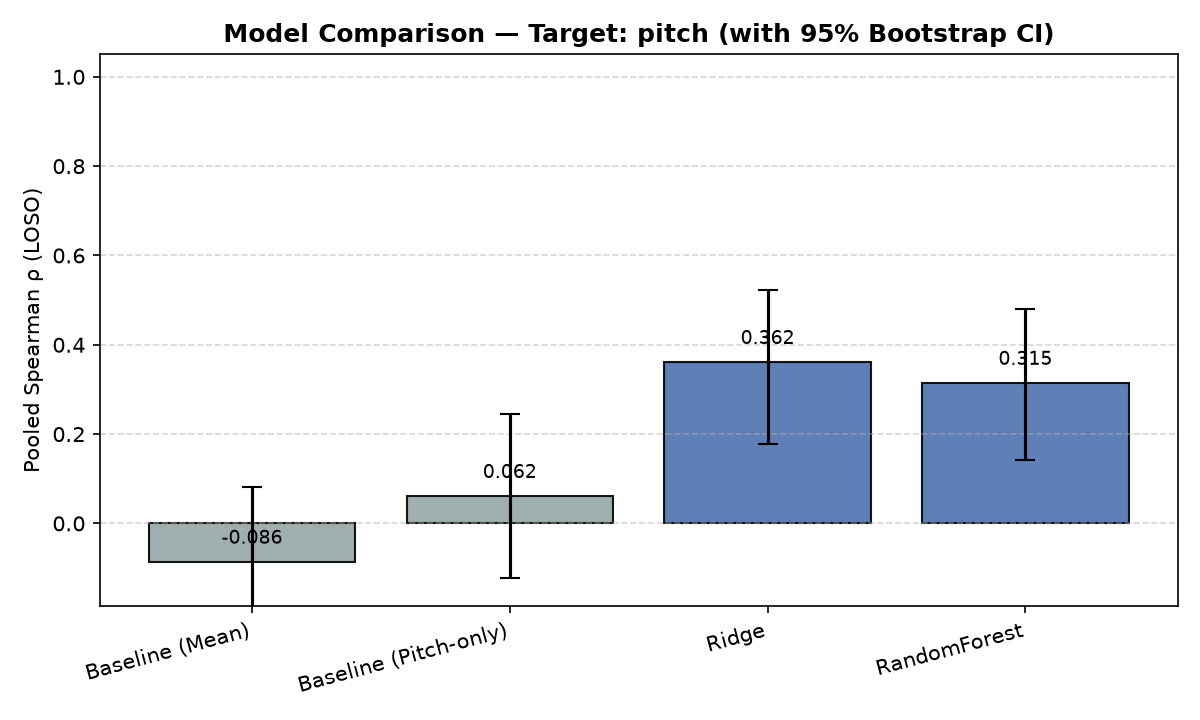 Model Comparison — Target: pitch (with 95% Bootstrap CI)
Pooled Spearman ρ (LOSO)
1.0
0.8
0.6
0.4
0.2
0.0
-0.086
0.062
0.362
0.315
Baseline (Mean)
Baseline (Pitch-only)
Ridge
RandomForest